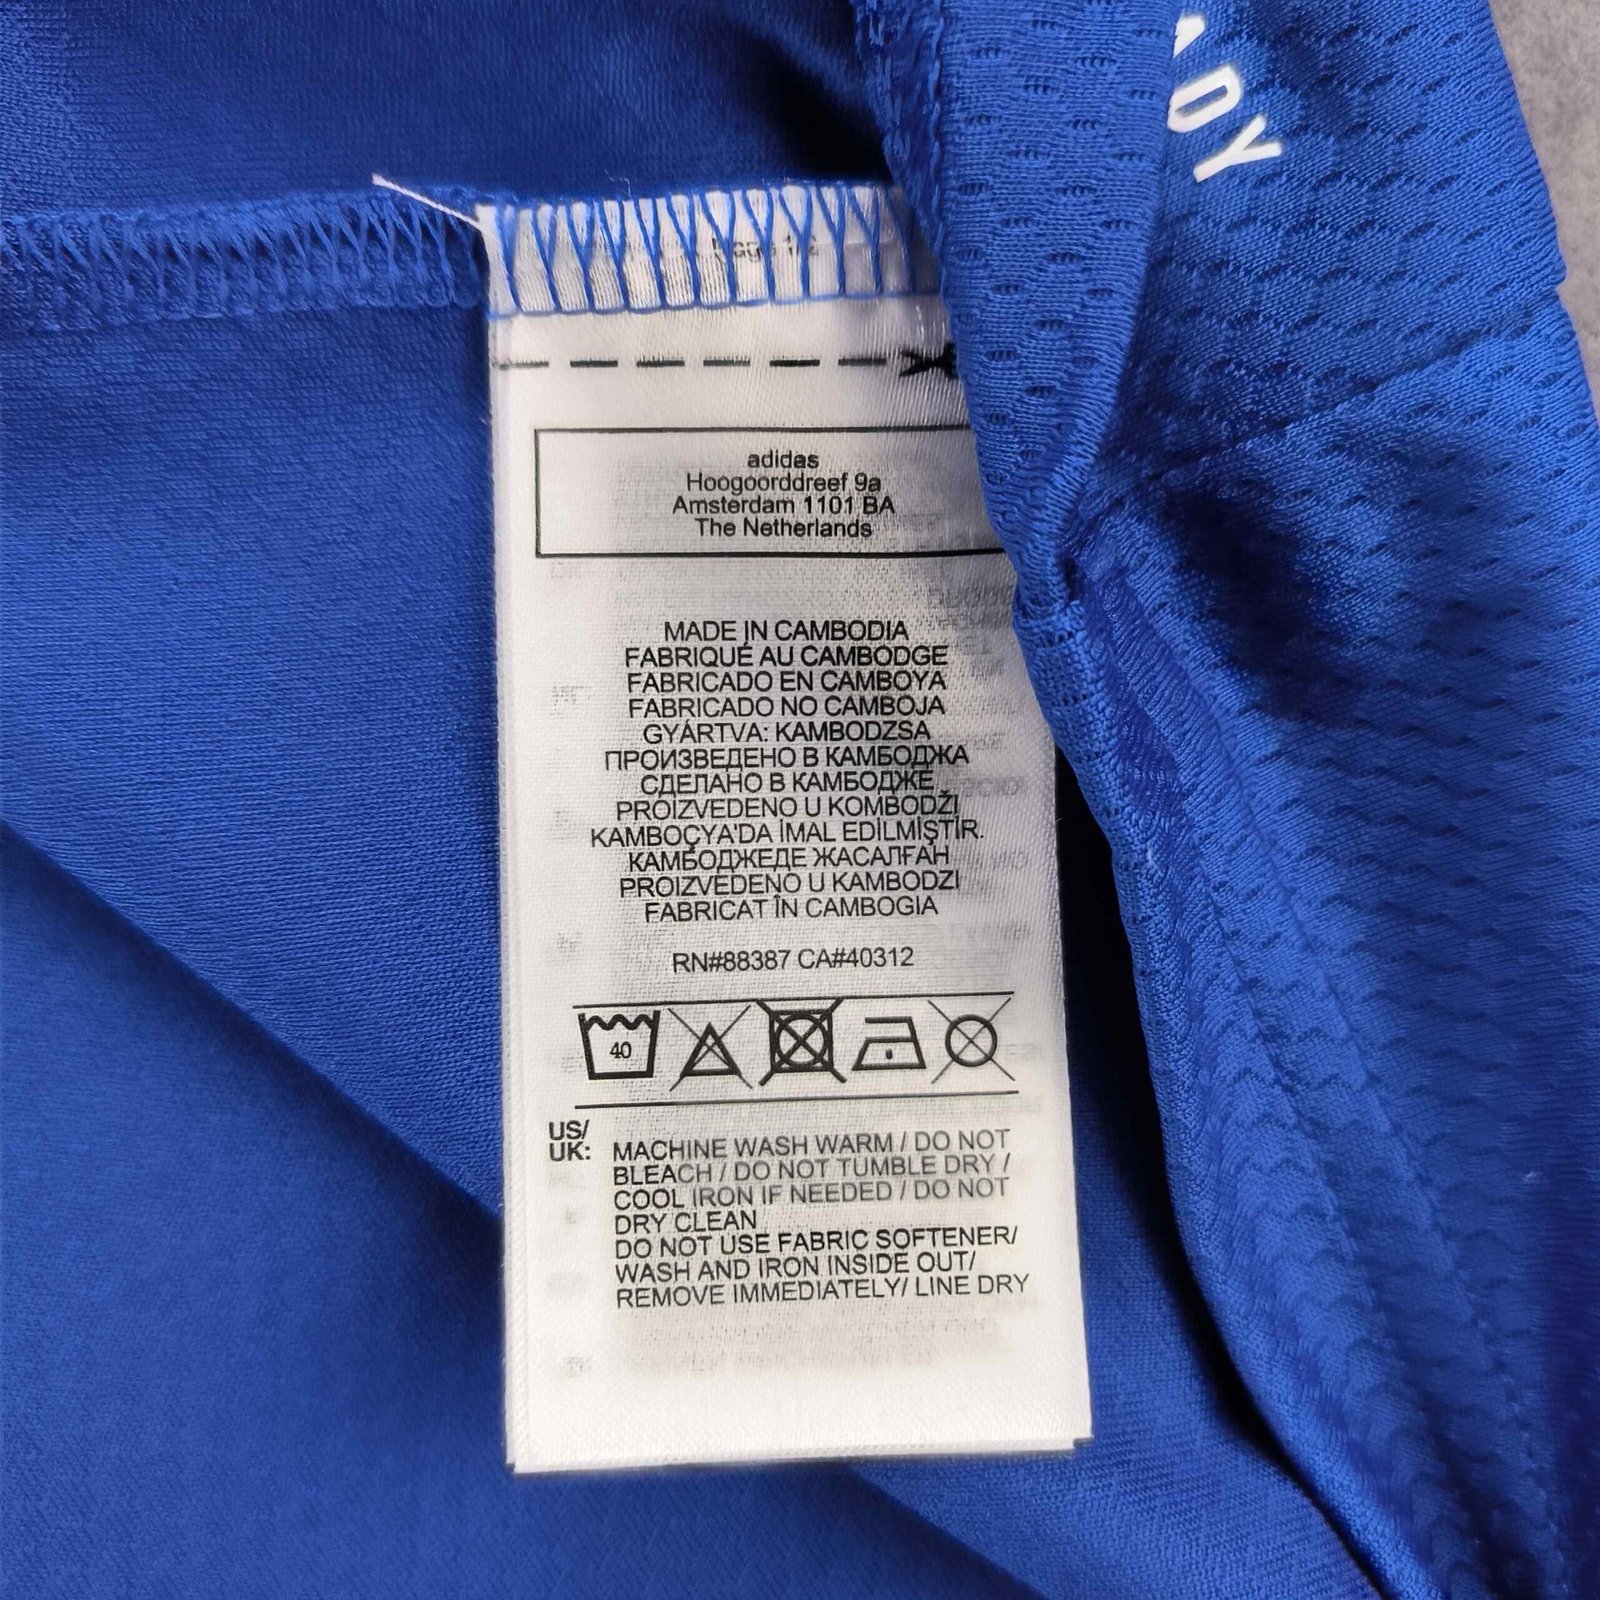 ADY
adidas
Hoogoorddreef 9a
Amsterdam 1101 BA
The Netherlands
MADE IN CAMBODIA
FABRIQUÉ AU CAMBODGE
FABRICADO EN CAMBOYA
FABRICADO NO CAMBOJA
GYÁRTVA: KAMBODZSA
ПРОИЗВЕДЕНО В КАМБОДЖА
СДЕЛАНО В КАМБОДЖЕ
PROIZVEDENO U KOMBODŽI
KAMBOÇYA'DA İMAL EDİLMİŞTİR.
КАМБОДЖЕДЕ ЖАСАЛҒАН
PROIZVEDENO U KAMBODZI
FABRICAT ÎN CAMBOGIA
RN#88387 CA#40312
40
US/
UK: MACHINE WASH WARM / DO NOT
BLEACH / DO NOT TUMBLE DRY /
COOL IRON IF NEEDED / DO NOT
DRY CLEAN
DO NOT USE FABRIC SOFTENER/
WASH AND IRON INSIDE OUT/
REMOVE IMMEDIATELY/ LINE DRY